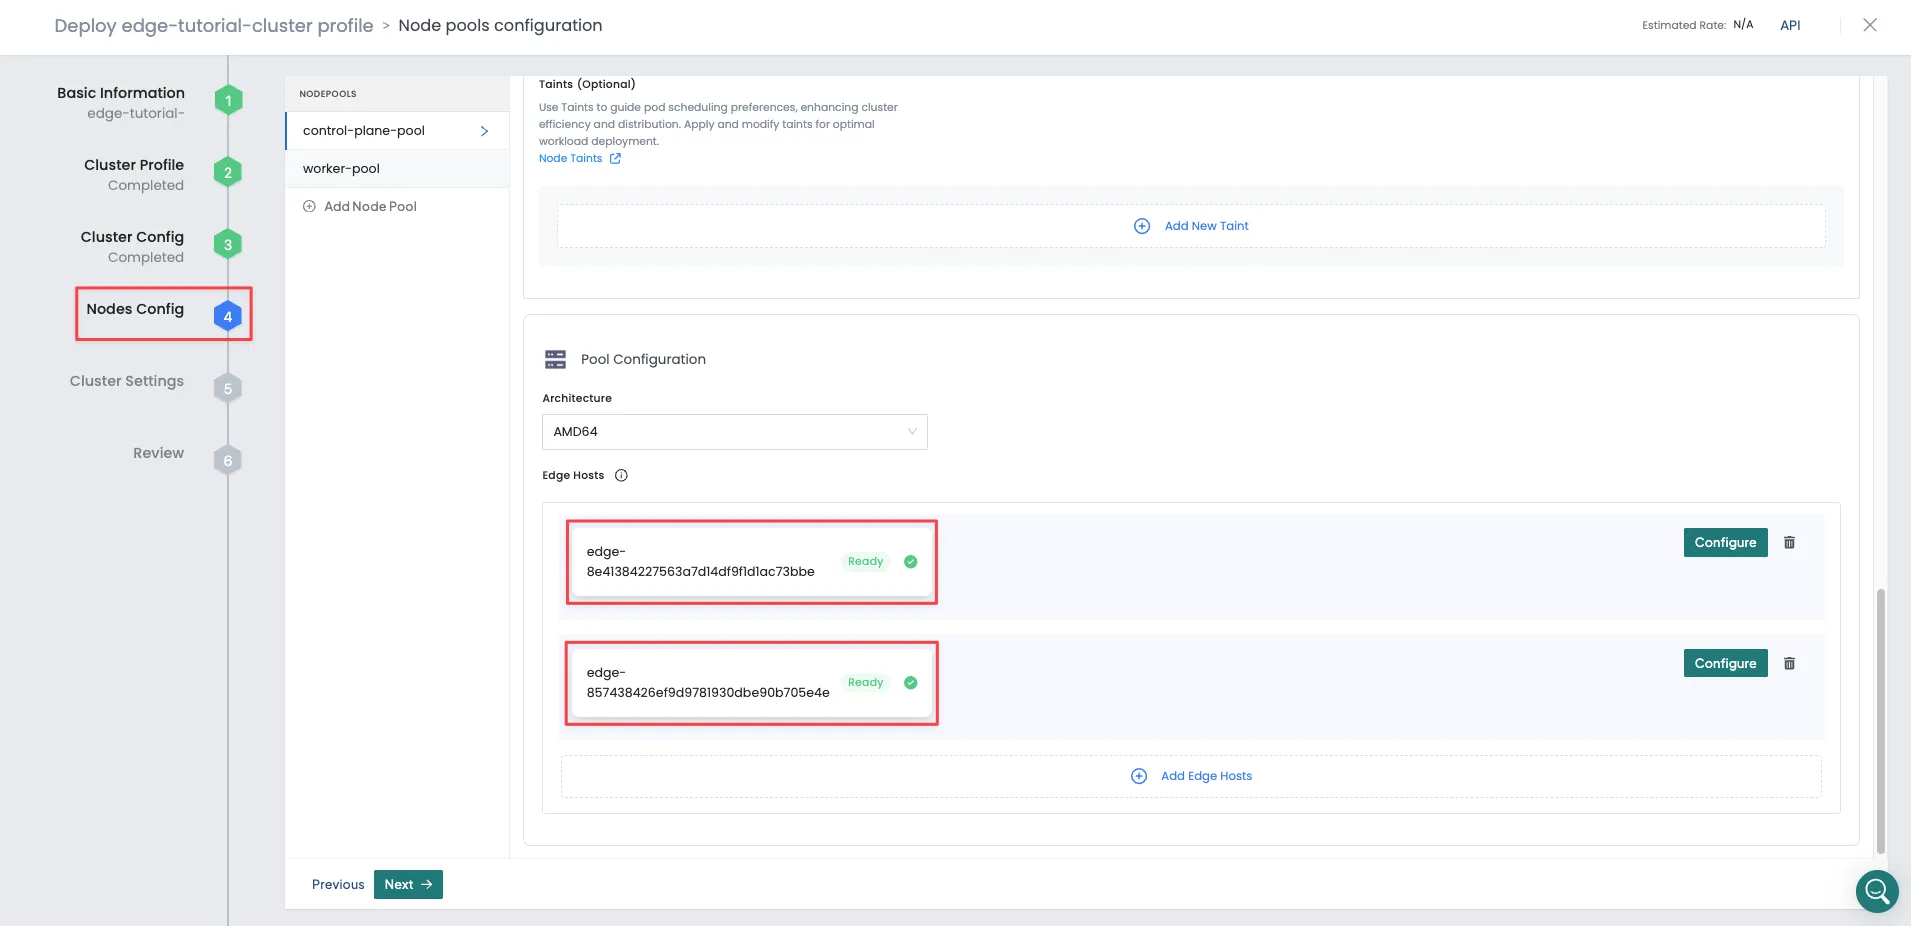 Deploy edge-tutorial-cluster profile > Node pools configuration
Estimated Rate: N/A
API
Basic Information
edge-tutorial-
1
Cluster Profile
Completed
2
Cluster Config
Completed
3
Nodes Config
4
Cluster Settings
5
Review
6
NODEPOOLS
control-plane-pool
worker-pool
Add Node Pool
Taints (Optional)
Use Taints to guide pod scheduling preferences, enhancing cluster
efficiency and distribution. Apply and modify taints for optimal
workload deployment.
Node Taints
Add New Taint
Pool Configuration
Architecture
AMD64
Edge Hosts
edge-
8e41384227563a7d14df9f1d1ac73bbe
Ready
Configure
edge-
857438426ef9d9781930dbe90b705e4e
Ready
Configure
Add Edge Hosts
Previous
Next